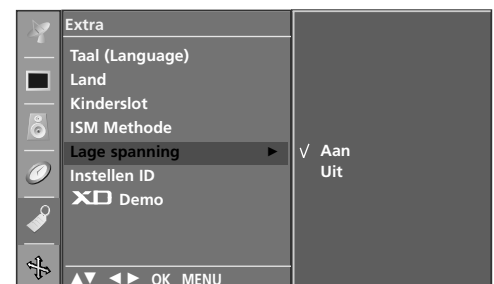 Extra
Taal (Language)
Land
Kinderslot
ISM Methode
Lage spanning ► √ Aan
Uit
Instellen ID
XD Demo
▲▼ ◄► OK MENU